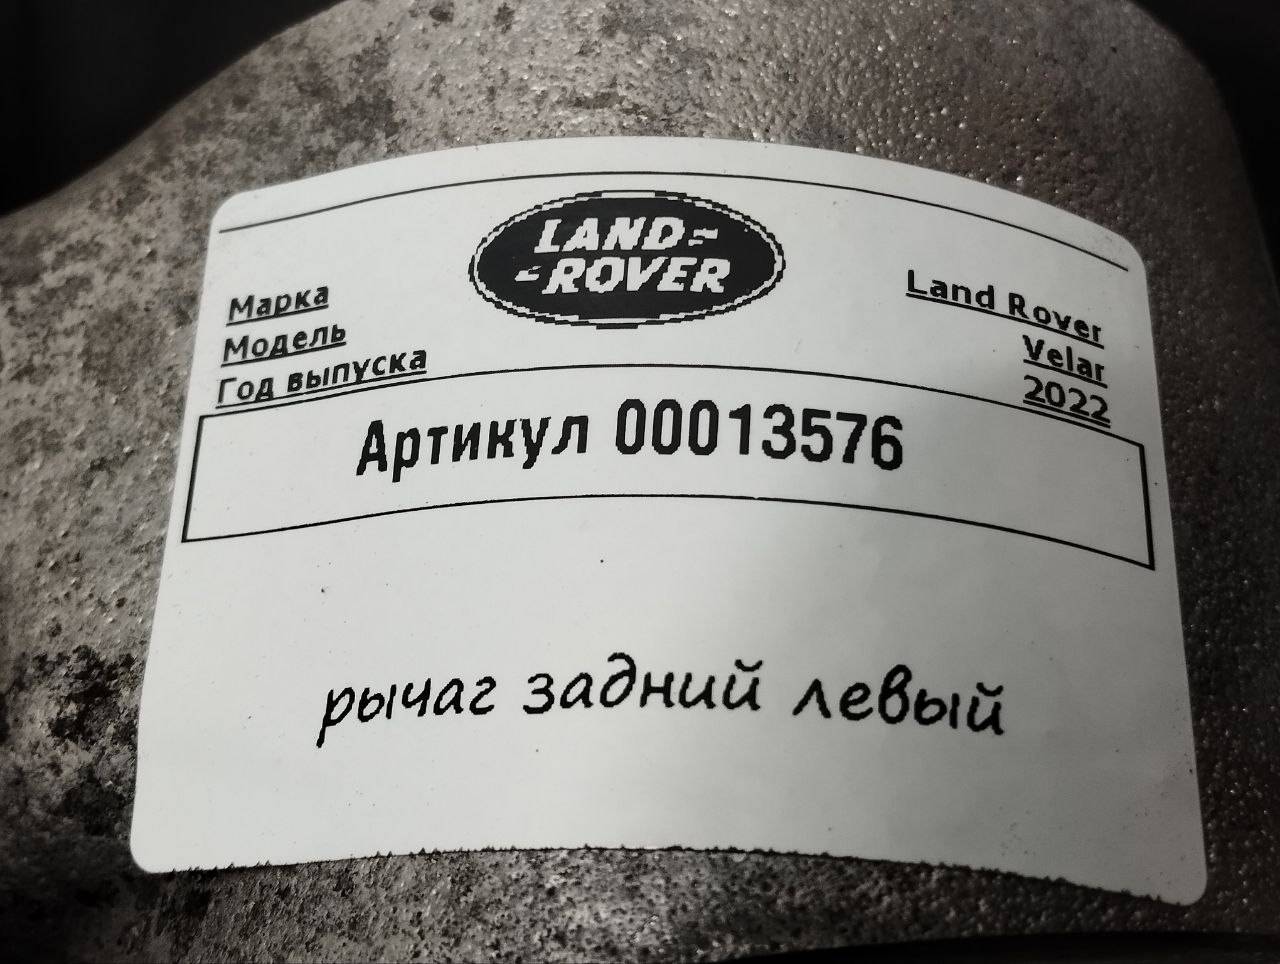 LAND-
-ROVER
Марка Land Rover
Модель Velar
Год выпуска 2022
Артикул 00013576
рычаг задний левый